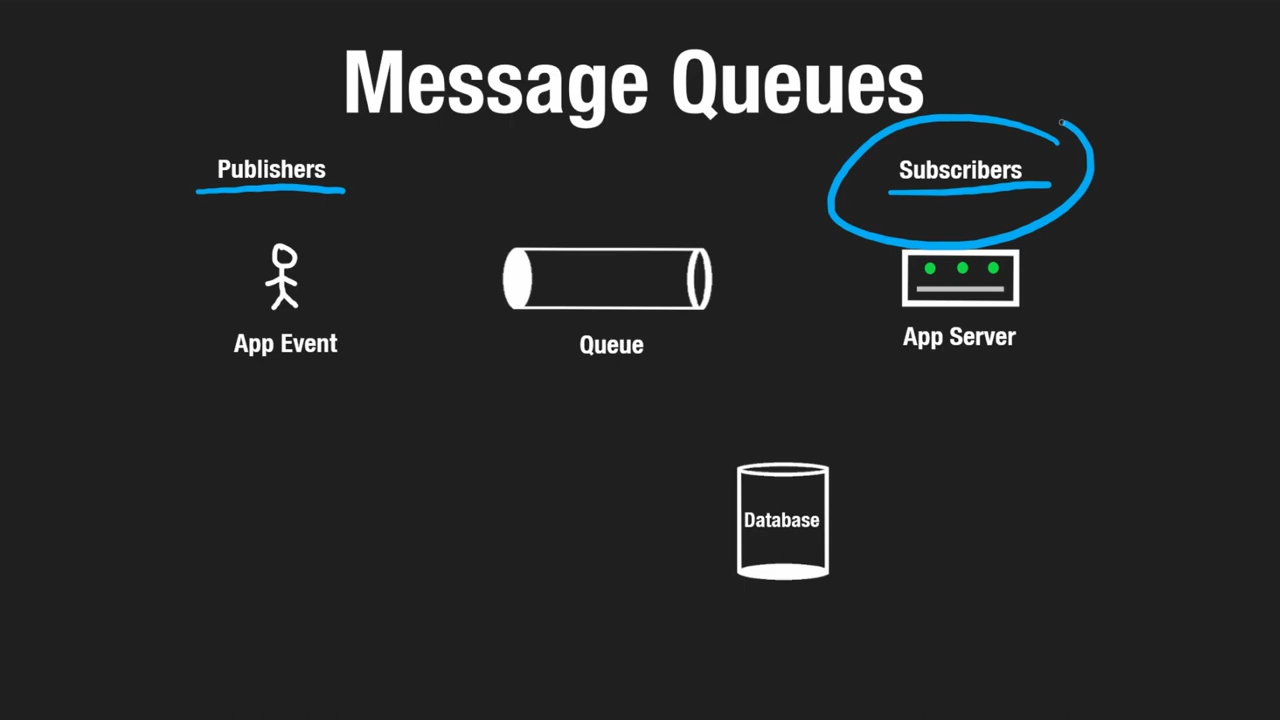 Message Queues
Publishers
Subscribers
App Event
Queue
App Server
Database